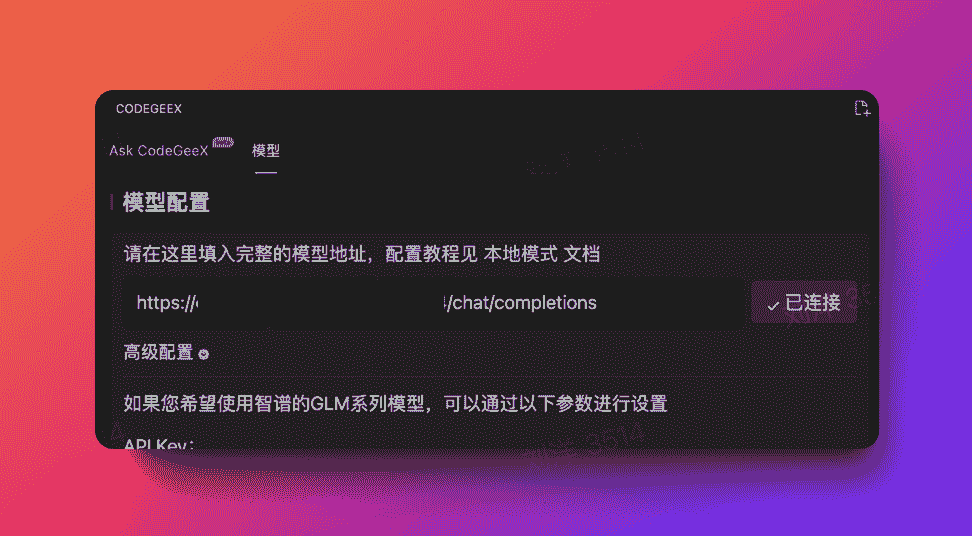 CODEGEEX
Ask CodeGeeX 模型
模型配置
请在这里填入完整的模型地址，配置教程见 本地模式 文档
https:// /chat/completions
已连接
高级配置
如果您希望使用智谱的GLM系列模型，可以通过以下参数进行设置
API Key：
3514